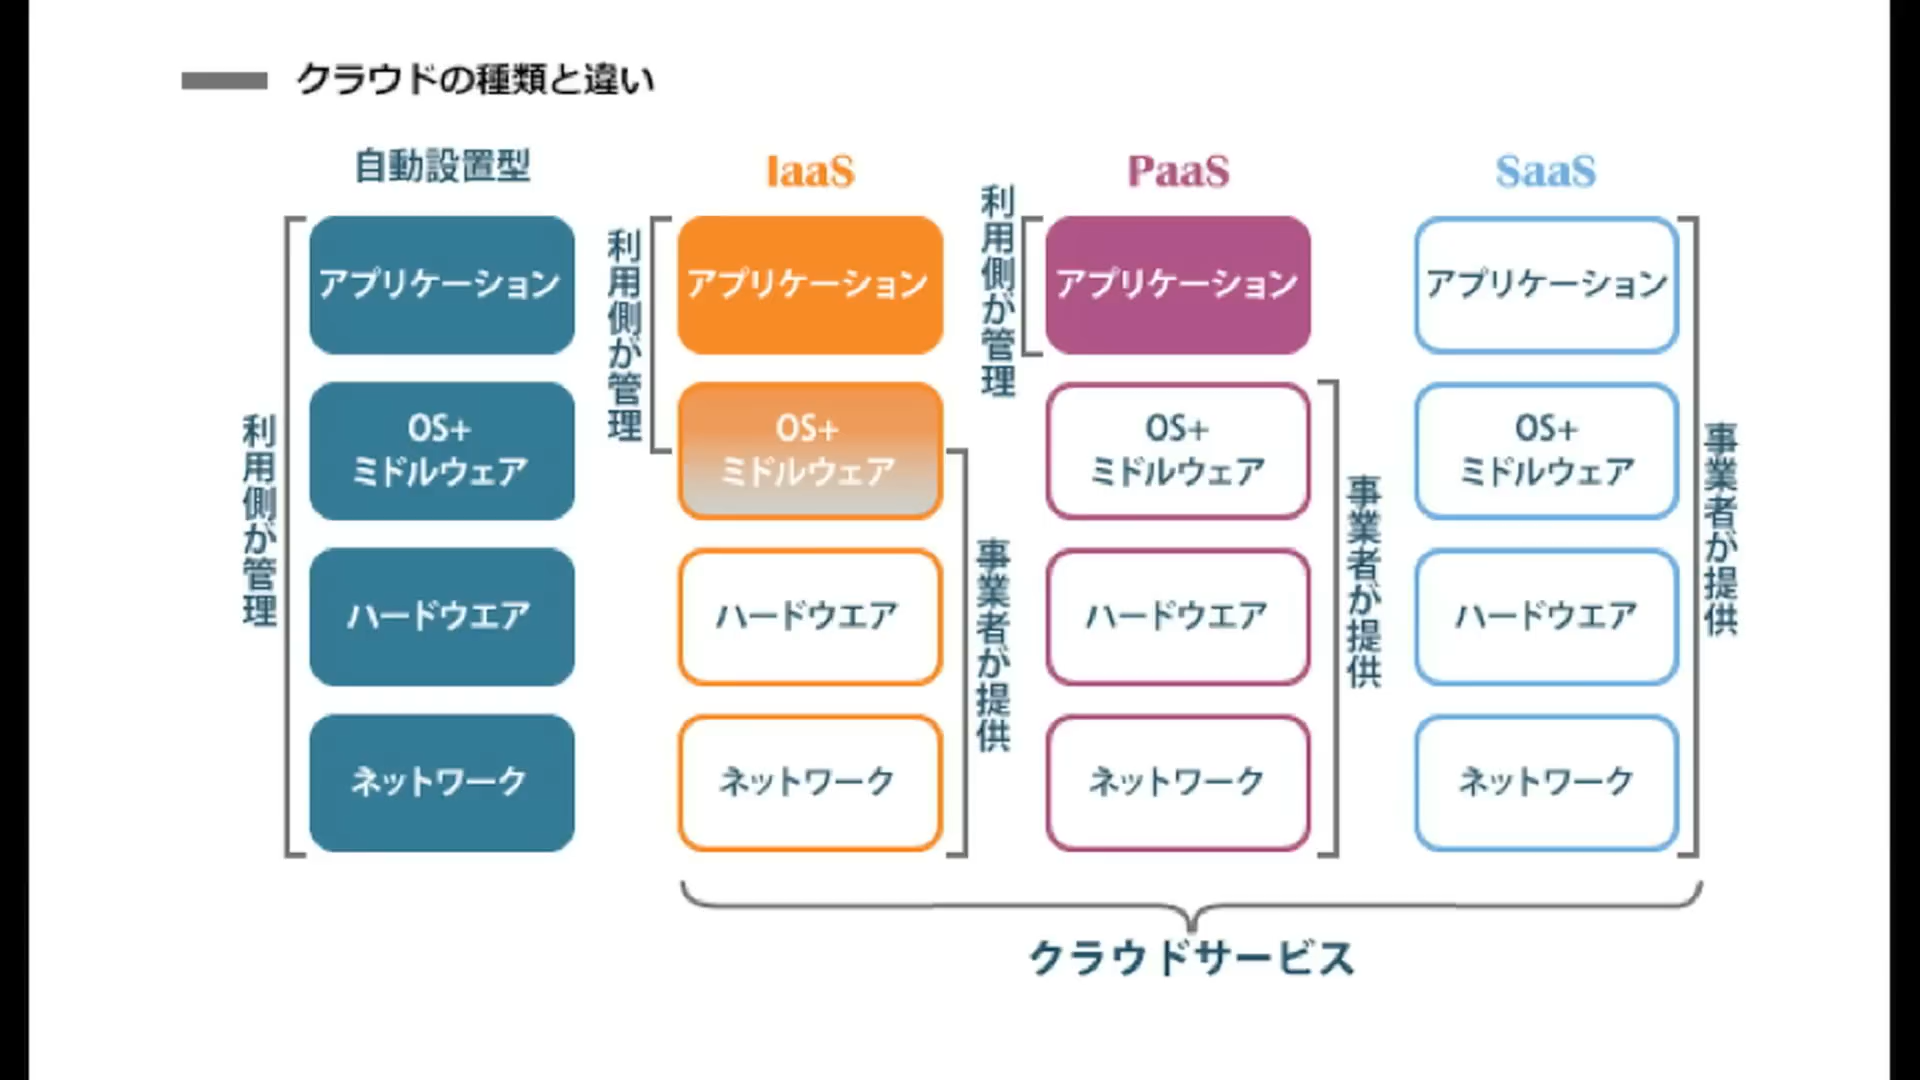 クラウドの種類と違い
自動設置型
利用側が管理
アプリケーション
OS+
ミドルウェア
ハードウエア
ネットワーク
IaaS
利用側が管理
アプリケーション
OS+
ミドルウェア
ハードウエア
ネットワーク
事業者が提供
PaaS
利用側が管理
アプリケーション
OS+
ミドルウェア
ハードウエア
ネットワーク
事業者が提供
SaaS
アプリケーション
OS+
ミドルウェア
ハードウエア
ネットワーク
事業者が提供
クラウドサービス